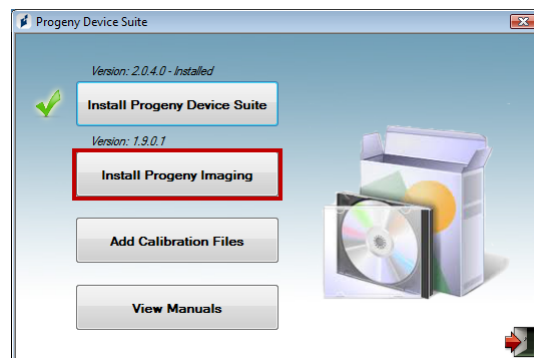 Progeny Device Suite
Version: 2.0.4.0 - Installed
Install Progeny Device Suite
Version: 1.9.0.1
Install Progeny Imaging
Add Calibration Files
View Manuals